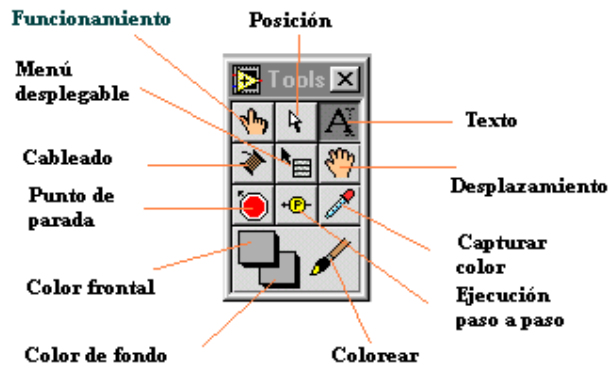 Funcionamiento
Posición
Menú
desplegable
Tools
Texto
Cableado
Desplazamiento
Punto de
parada
Capturar
color
Color frontal
Ejecución
paso a paso
Color de fondo
Colorear